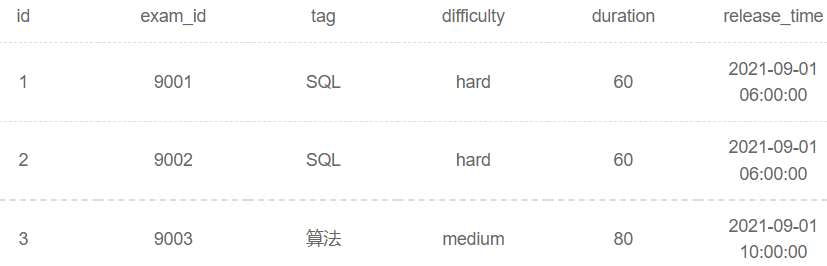 id exam_id tag difficulty duration release_time
1 9001 SQL hard 60 2021-09-01 06:00:00
2 9002 SQL hard 60 2021-09-01 06:00:00
3 9003 算法 medium 80 2021-09-01 10:00:00